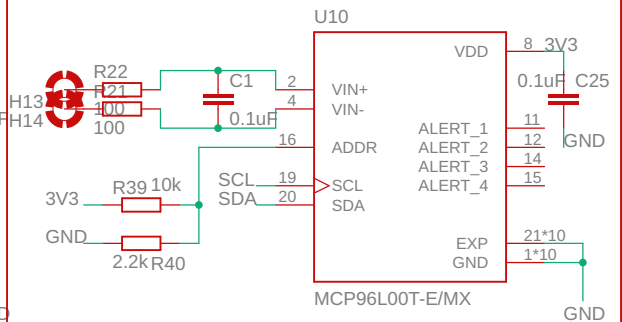 U10
R22
R21
100
100
H13
FH14
C1
0.1uF
2
4
16
19
20
VIN+
VIN-
ADDR
SCL
SDA
VDD
8
3V3
0.1uF
C25
GND
ALERT_1
ALERT_2
ALERT_3
ALERT_4
11
12
14
15
3V3
R39
10k
SCL
SDA
GND
2.2k
R40
EXP
GND
21*10
1*10
MCP96L00T-E/MX
GND